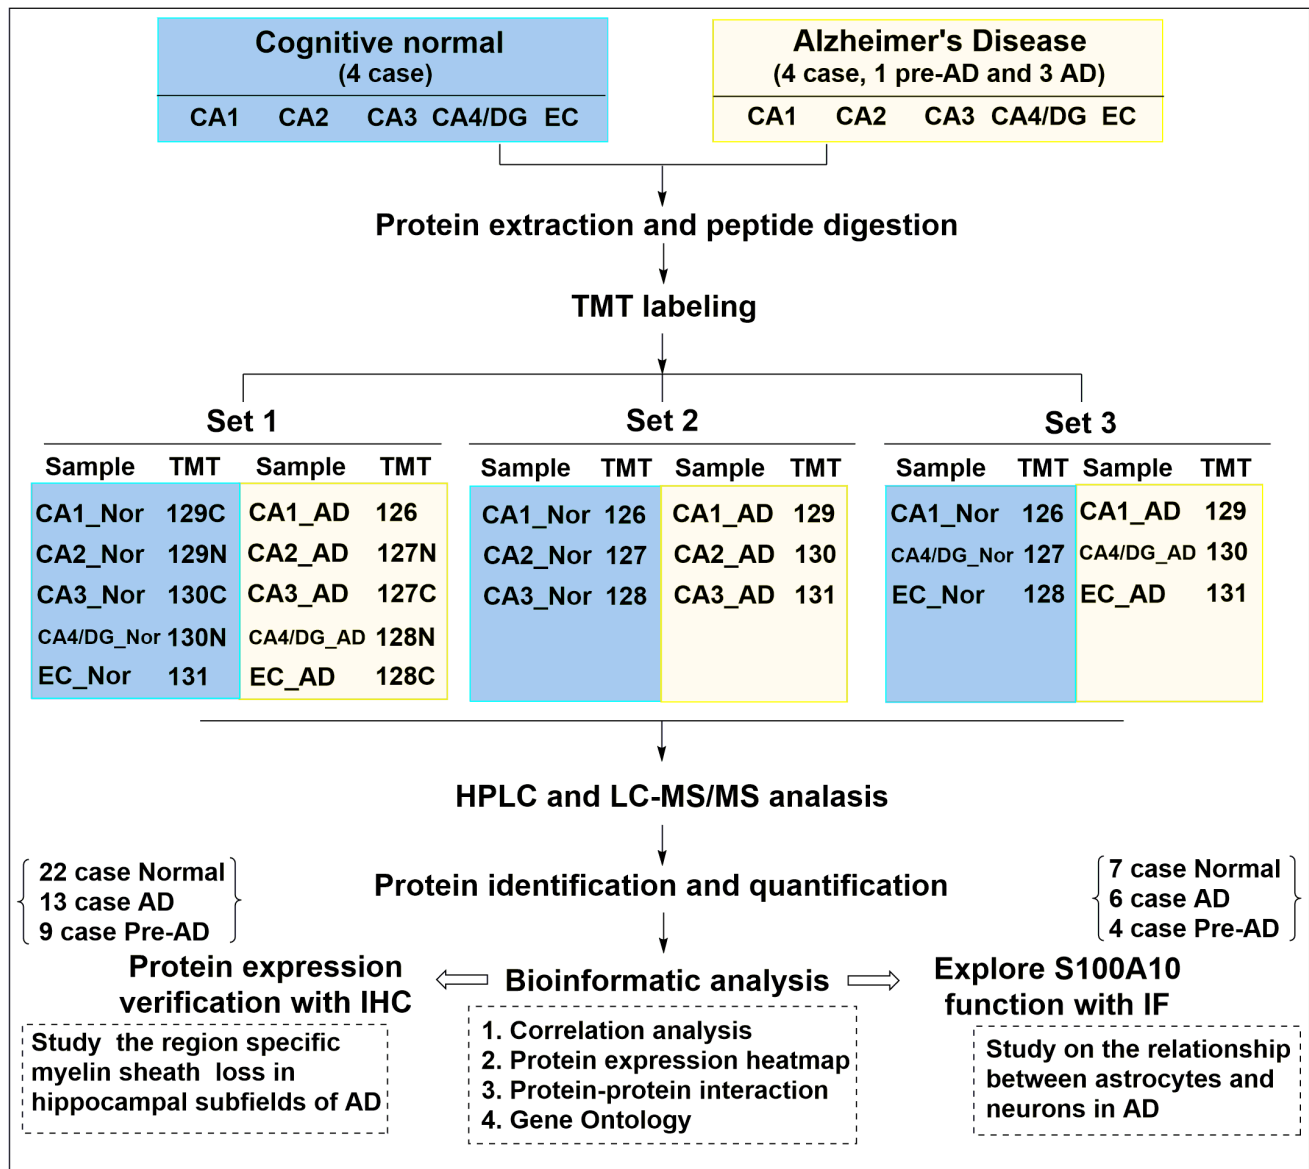 Cognitive normal
(4 case)
CA1 CA2 CA3 CA4/DG EC
Alzheimer's Disease
(4 case, 1 pre-AD and 3 AD)
CA1 CA2 CA3 CA4/DG EC
Protein extraction and peptide digestion
TMT labeling
Set 1
Sample TMT Sample TMT
CA1_Nor 129C CA1_AD 126
CA2_Nor 129N CA2_AD 127N
CA3_Nor 130C CA3_AD 127C
CA4/DG_Nor 130N CA4/DG_AD 128N
EC_Nor 131 EC_AD 128C
Set 2
Sample TMT Sample TMT
CA1_Nor 126 CA1_AD 129
CA2_Nor 127 CA2_AD 130
CA3_Nor 128 CA3_AD 131
Set 3
Sample TMT Sample TMT
CA1_Nor 126 CA1_AD 129
CA4/DG_Nor 127 CA4/DG_AD 130
EC_Nor 128 EC_AD 131
HPLC and LC-MS/MS analasis
Protein identification and quantification
22 case Normal
13 case AD
9 case Pre-AD
Protein expression
verification with IHC
Study the region specific
myelin sheath loss in
hippocampal subfields of AD
Bioinformatic analysis
1. Correlation analysis
2. Protein expression heatmap
3. Protein-protein interaction
4. Gene Ontology
7 case Normal
6 case AD
4 case Pre-AD
Explore S100A10
function with IF
Study on the relationship
between astrocytes and
neurons in AD